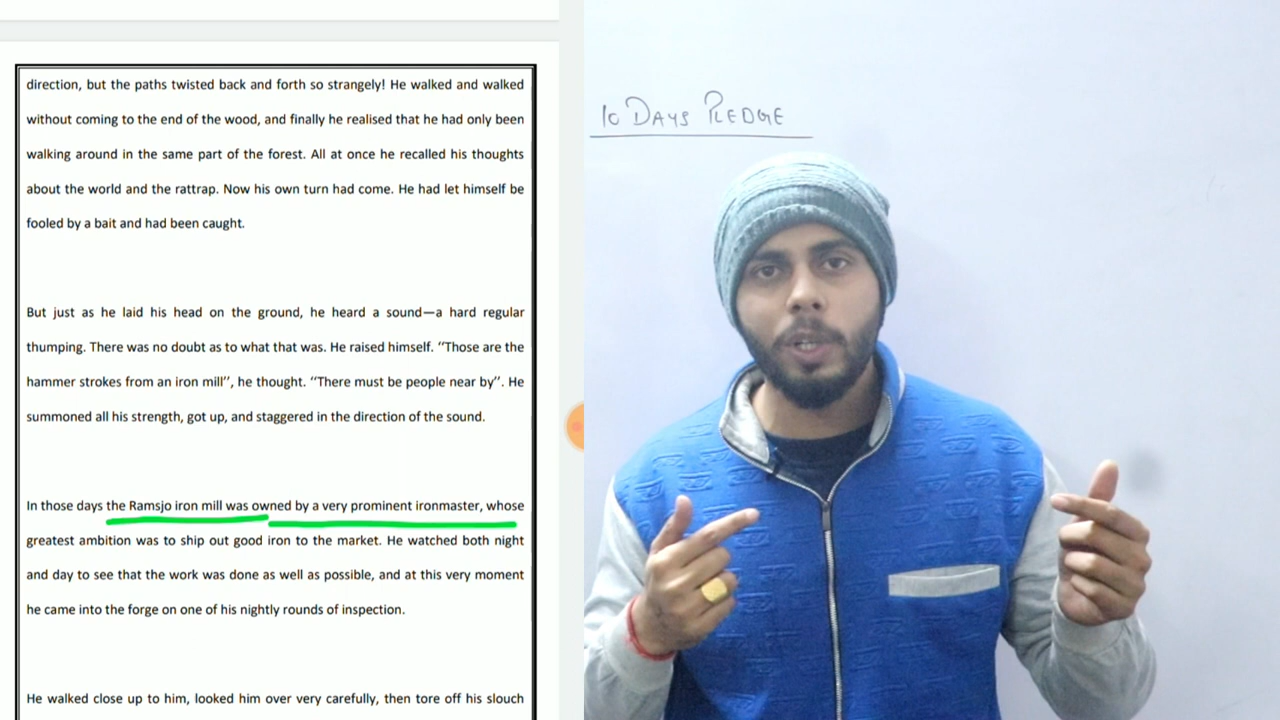 direction, but the paths twisted back and forth so strangely! He walked and walked
without coming to the end of the wood, and finally he realised that he had only been
walking around in the same part of the forest. All at once he recalled his thoughts
about the world and the rattrap. Now his own turn had come. He had let himself be
fooled by a bait and had been caught.
But just as he laid his head on the ground, he heard a sound—a hard regular
thumping. There was no doubt as to what that was. He raised himself. “Those are the
hammer strokes from an iron mill”, he thought. “There must be people near by”. He
summoned all his strength, got up, and staggered in the direction of the sound.
In those days the Ramsjo iron mill was owned by a very prominent ironmaster, whose
greatest ambition was to ship out good iron to the market. He watched both night
and day to see that the work was done as well as possible, and at this very moment
he came into the forge on one of his nightly rounds of inspection.
He walked close up to him, looked him over very carefully, then tore off his slouch
10 DAYS PLEDGE